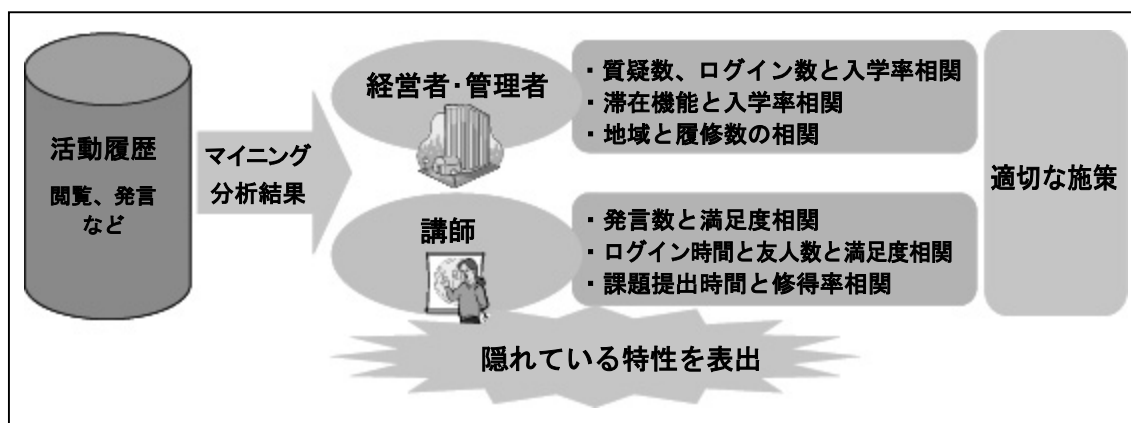 活動履歴
閲覧、発言
など
マイニング
分析結果
経営者・管理者
・質疑数、ログイン数と入学率相関
・滞在機能と入学率相関
・地域と履修数の相関
講師
・発言数と満足度相関
・ログイン時間と友人数と満足度相関
・課題提出時間と修得率相関
適切な施策
隠れている特性を表出